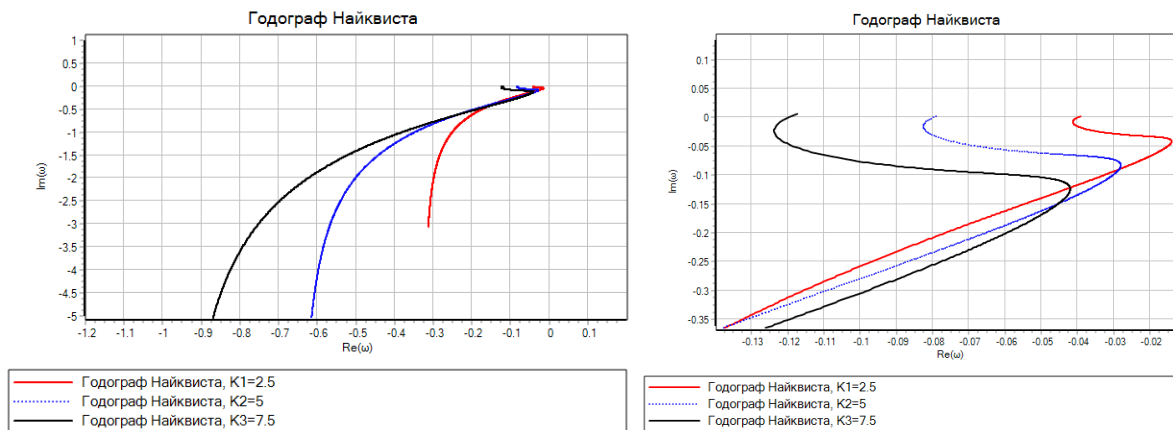 Годограф Найквиста
Im(ω)
1
0.5
0
-0.5
-1
-1.5
-2
-2.5
-3
-3.5
-4
-4.5
-5
-1.2 -1.1 -1 -0.9 -0.8 -0.7 -0.6 -0.5 -0.4 -0.3 -0.2 -0.1 0 0.1
Re(ω)
Годограф Найквиста, K1=2.5
Годограф Найквиста, K2=5
Годограф Найквиста, K3=7.5
Годограф Найквиста
Im(ω)
0.1
0.05
0
-0.05
-0.1
-0.15
-0.2
-0.25
-0.3
-0.35
-0.13 -0.12 -0.11 -0.1 -0.09 -0.08 -0.07 -0.06 -0.05 -0.04 -0.03 -0.02
Re(ω)
Годограф Найквиста, K1=2.5
Годограф Найквиста, K2=5
Годограф Найквиста, K3=7.5